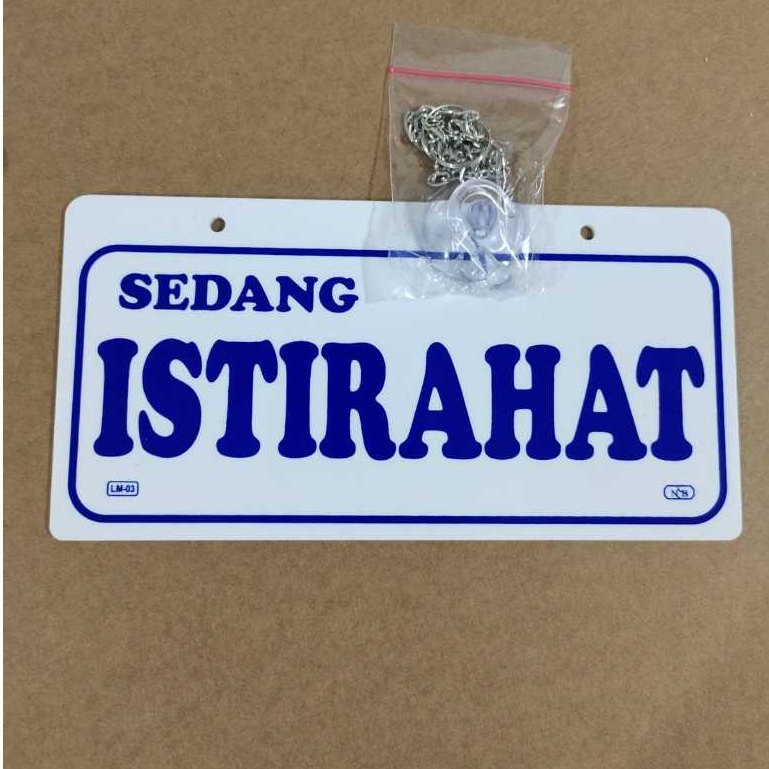 SEDANG
ISTIRAHAT
LM-03